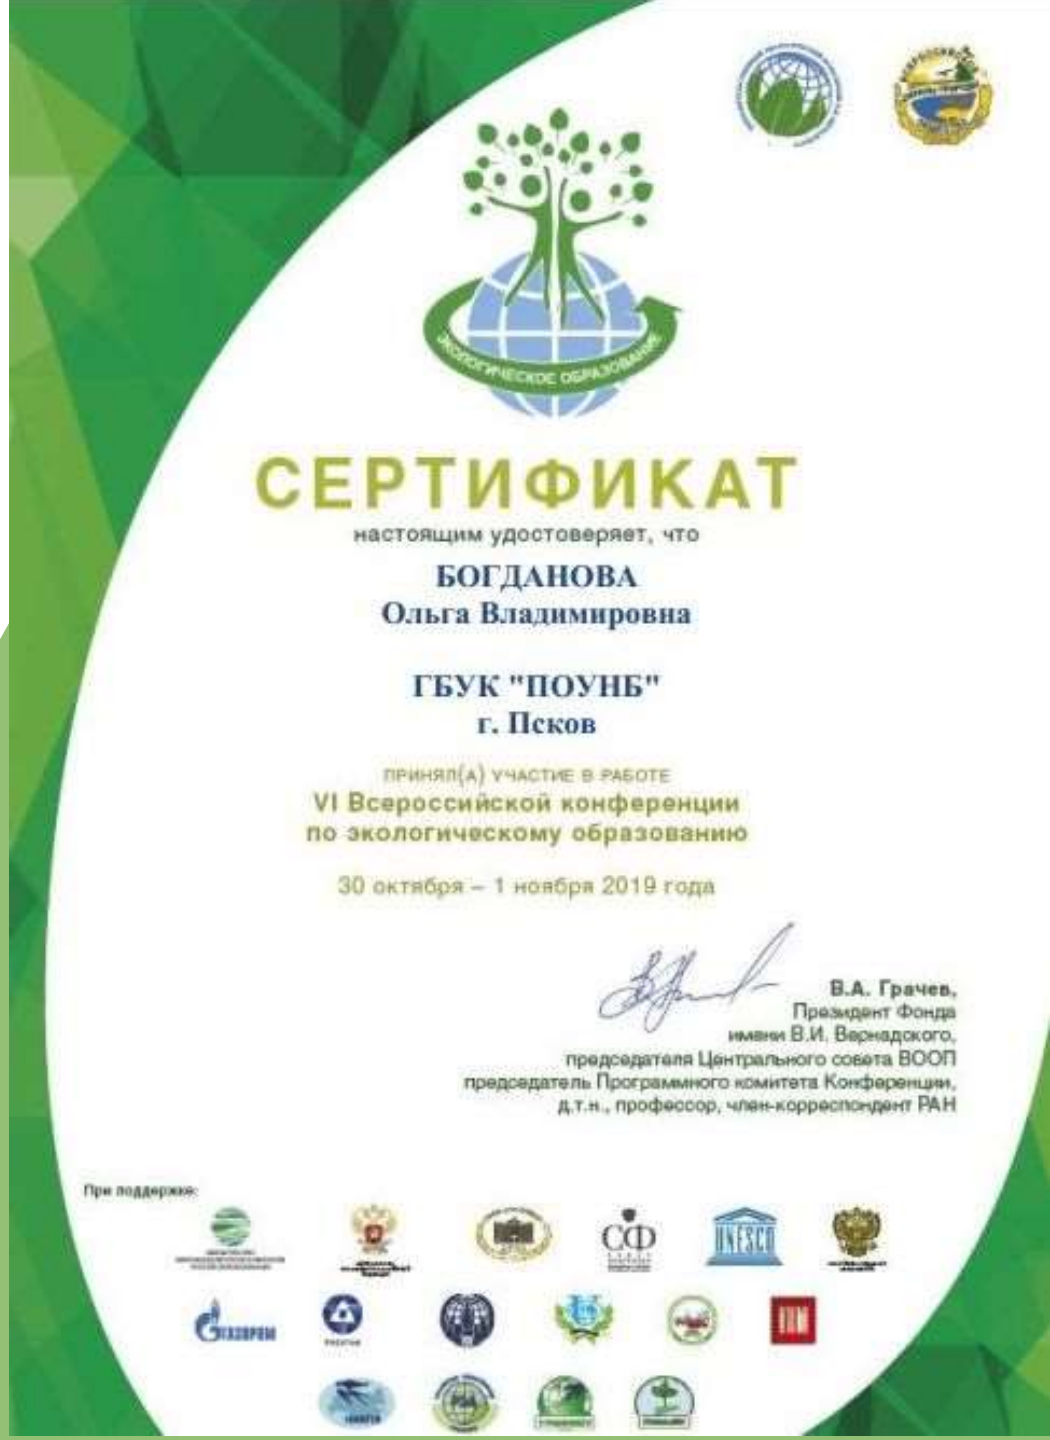 ЭКОЛОГИЧЕСКОЕ ОБРАЗОВАНИЕ
СЕРТИФИКАТ
настоящим удостоверяет, что
БОГДАНОВА
Ольга Владимировна
ГБУК "ПОУНБ"
г. Псков
ПРИНЯЛ(А) УЧАСТИЕ В РАБОТЕ
VI Всероссийской конференции
по экологическому образованию
30 октября – 1 ноября 2019 года
В.А. Грачев,
Президент Фонда
имени В.И. Вернадского,
председателя Центрального совета ВООП
председатель Программного комитета Конференции,
д.т.н., профессор, член-корреспондент РАН
При поддержке:
СФ
UNESCO
ГАЗПРОМ
РОСАТОМ